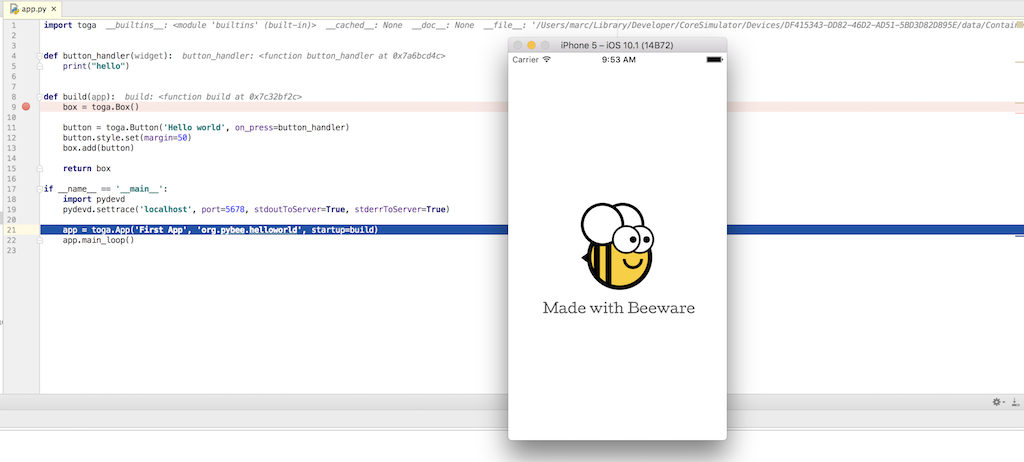 app.py
1 import toga __builtins__: <module 'builtins' (built-in)> __cached__: None __doc__: None __file__: '/Users/marc/Library/Developer/CoreSimulator/Devices/DF415343-DD82-46D2-AD51-5BD3D82D895E/data/Contain
2
3
4 def button_handler(widget): button_handler: <function button_handler at 0x7a6bcd4c>
5 print("hello")
6
7
8 def build(app): build: <function build at 0x7c32bf2c>
9 box = toga.Box()
10
11 button = toga.Button('Hello world', on_press=button_handler)
12 button.style.set(margin=50)
13 box.add(button)
14
15 return box
16
17 if __name__ == '__main__':
18 import pydevd
19 pydevd.settrace('localhost', port=5678, stdoutToServer=True, stderrToServer=True)
20
21 app = toga.App('First App', 'org.pybee.helloworld', startup=build)
22 app.main_loop()
23
iPhone 5 – iOS 10.1 (14B72)
Carrier 9:53 AM
Made with Beeware